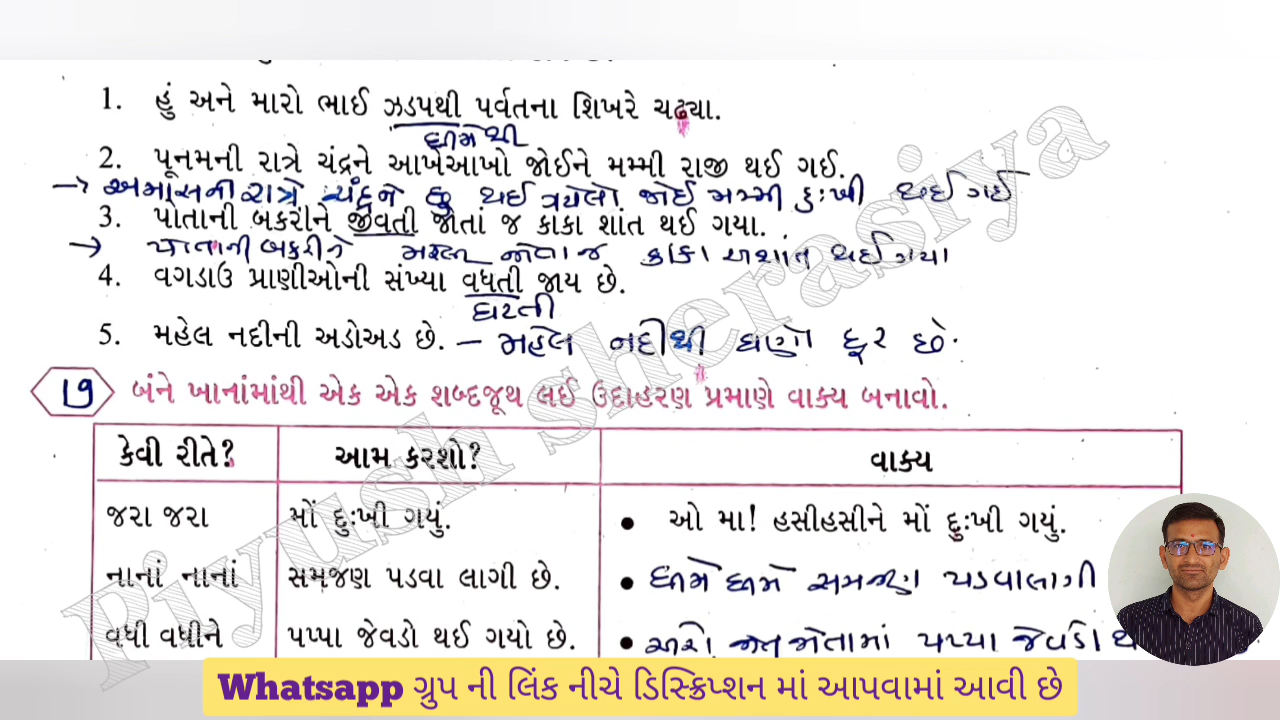 1. હું અને મારો ભાઈ ઝડપથી પર્વતના શિખરે ચઢ્યા.
ધીમેથી
2. પૂનમની રાત્રે ચંદ્રને આખેઆખો જોઈને મમ્મી રાજી થઈ ગઈ.
→ અમાસની રાત્રે ચંદ્રને છુ થઈ ગયેલો જોઈ મમ્મી દુઃખી થઈ ગઈ
3. પોતાની બકરીને જીવતી જોતાં જ કાકા શાંત થઈ ગયા.
→ પોતાની બકરીને જ કાકા અશાંત થઈ ગયા
4. વગડાઉ પ્રાણીઓની સંખ્યા વધતી જાય છે.
ઘટતી
5. મહેલ નદીની અડોઅડ છે. – મહેલ નદીથી ઘણો દૂર છે.
19 બંને ખાનાંમાંથી એક એક શબ્દજૂથ લઈ ઉદાહરણ પ્રમાણે વાક્ય બનાવો.
કેવી રીતે? આમ કરશો? વાક્ય
જરા જરા મોં દુઃખી ગયું. • ઓ મા! હસીહસીને મોં દુઃખી ગયું.
નાનાં નાનાં સમજણ પડવા લાગી છે. • ધીમે ધીમે સમજણ પડવા લાગી
વધી વધીને પપ્પા જેવડો થઈ ગયો છે. • જોતામાં પપ્પા જેવડો
Piyush sherasiya
Whatsapp ગ્રુપ ની લિંક નીચે ડિસ્ક્રિપ્શન માં આપવામાં આવી છે